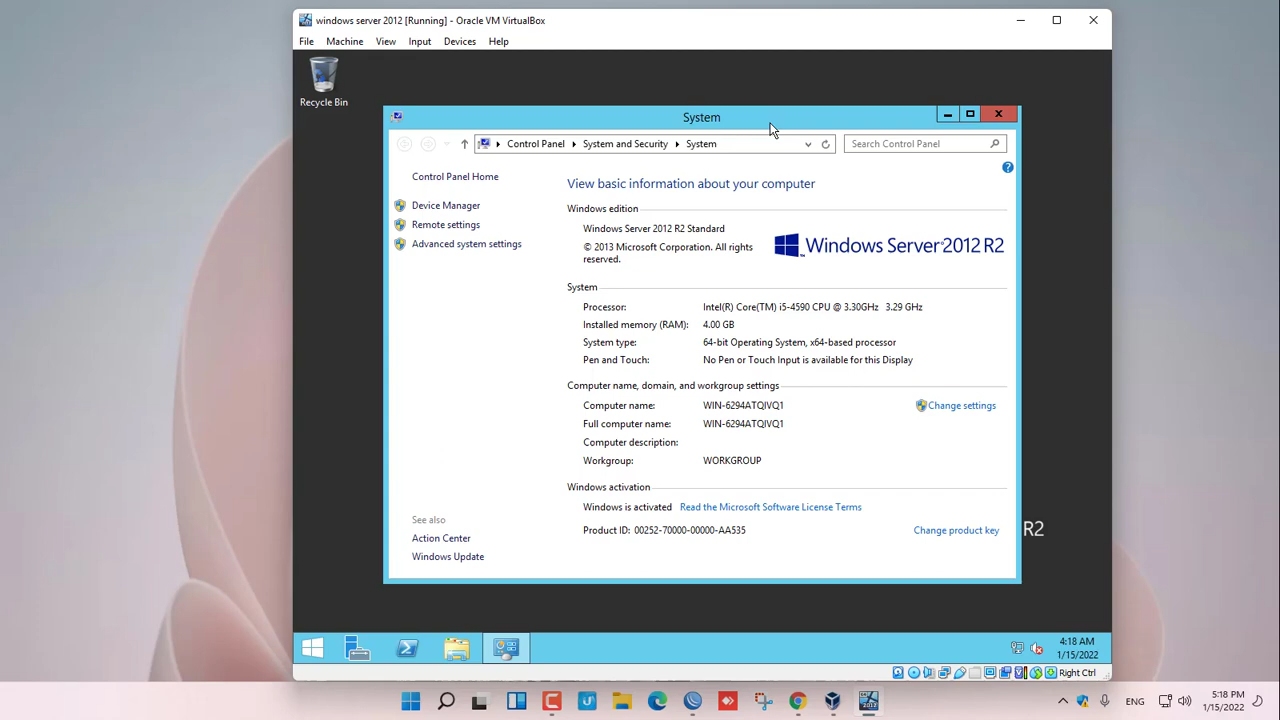 windows server 2012 [Running] - Oracle VM VirtualBox
File Machine View Input Devices Help
Recycle Bin
System
Control Panel System and Security System
Search Control Panel
Control Panel Home
Device Manager
Remote settings
Advanced system settings
View basic information about your computer
Windows edition
Windows Server 2012 R2 Standard
© 2013 Microsoft Corporation. All rights
reserved.
Windows Server 2012 R2
System
Processor: Intel(R) Core(TM) i5-4590 CPU @ 3.30GHz 3.29 GHz
Installed memory (RAM): 4.00 GB
System type: 64-bit Operating System, x64-based processor
Pen and Touch: No Pen or Touch Input is available for this Display
Computer name, domain, and workgroup settings
Computer name: WIN-6294ATQIVQ1
Change settings
Full computer name: WIN-6294ATQIVQ1
Computer description:
Workgroup: WORKGROUP
Windows activation
Windows is activated Read the Microsoft Software License Terms
Product ID: 00252-70000-00000-AA535
Change product key
See also
Action Center
Windows Update
R2
4:18 AM
1/15/2022
Right Ctrl
ENG
5:18 PM
1/15/2022